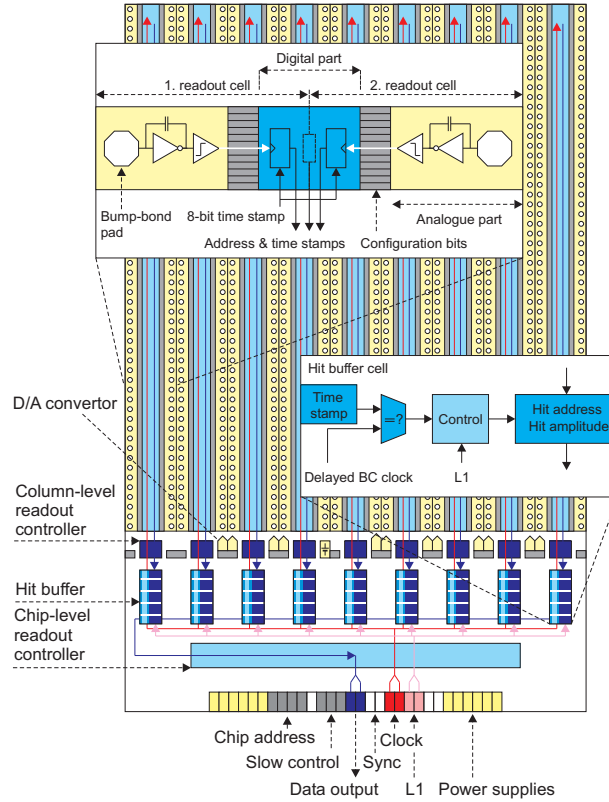 Digital part
1. readout cell
2. readout cell
Bump-bond
pad
8-bit time stamp
Address & time stamps
Analogue part
Configuration bits
Hit buffer cell
Time
stamp
=?
Control
Hit address
Hit amplitude
Delayed BC clock
L1
D/A convertor
Column-level
readout
controller
Hit buffer
Chip-level
readout
controller
Chip address
Slow control
Data output
Sync
Clock
L1
Power supplies